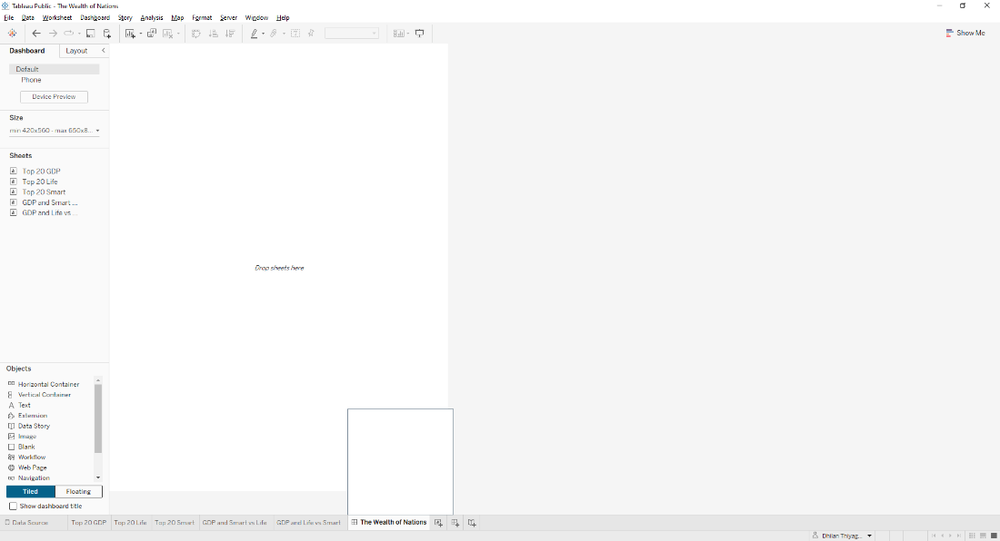 Tableau Public - The Wealth of Nations
File Data Worksheet Dashboard Story Analysis Map Format Server Window Help
Show Me
Dashboard Layout
Default
Phone
Device Preview
Size
min 420x560 - max 650x8...
Sheets
Top 20 GDP
Top 20 Life
Top 20 Smart
GDP and Smart ...
GDP and Life vs ...
Drop sheets here
Objects
Horizontal Container
Vertical Container
A Text
Extension
Data Story
Image
Blank
Workflow
Web Page
Navigation
Tiled Floating
Show dashboard title
Data Source Top 20 GDP Top 20 Life Top 20 Smart GDP and Smart vs Life GDP and Life vs Smart The Wealth of Nations
Dhilan Thiyag...